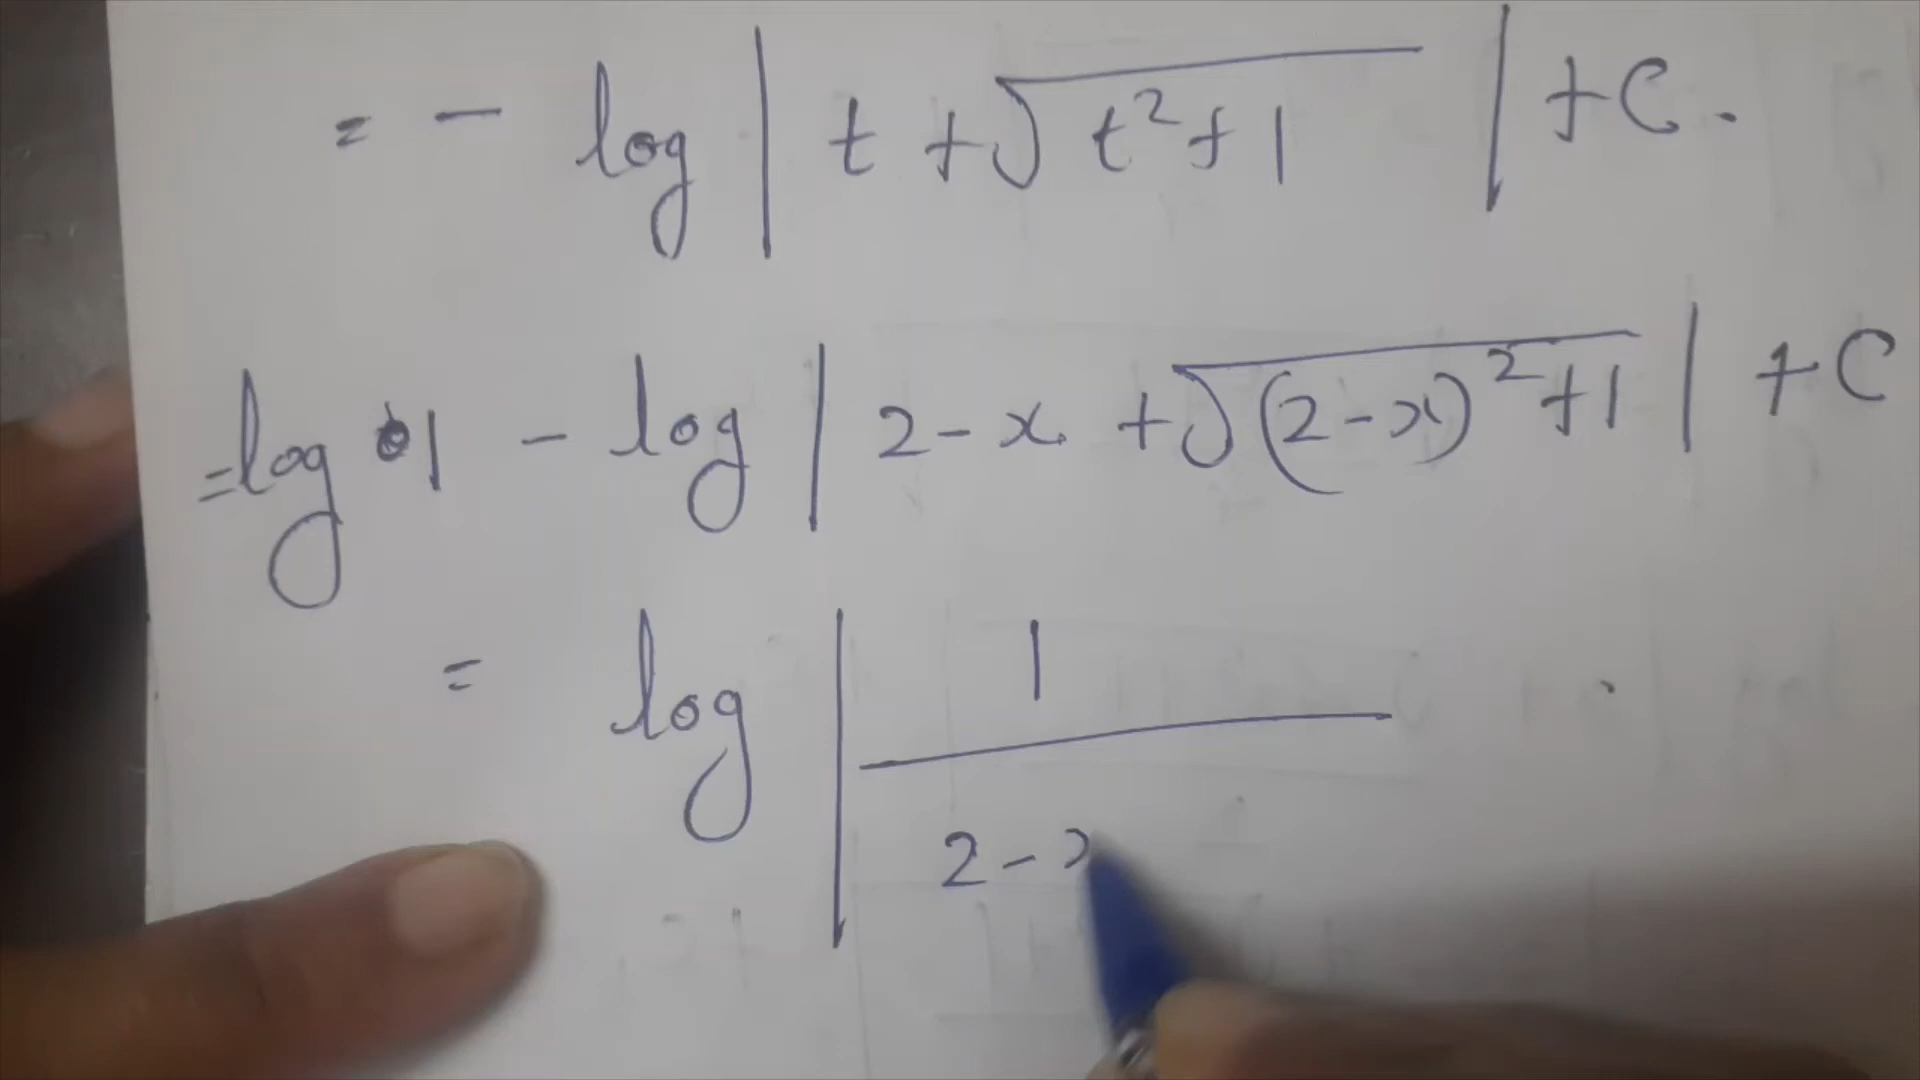 = - log | t + √(t²+1) | + C.
= log 1 - log | 2-x + √((2-x)²+1) | + C
= log | 1
2-x